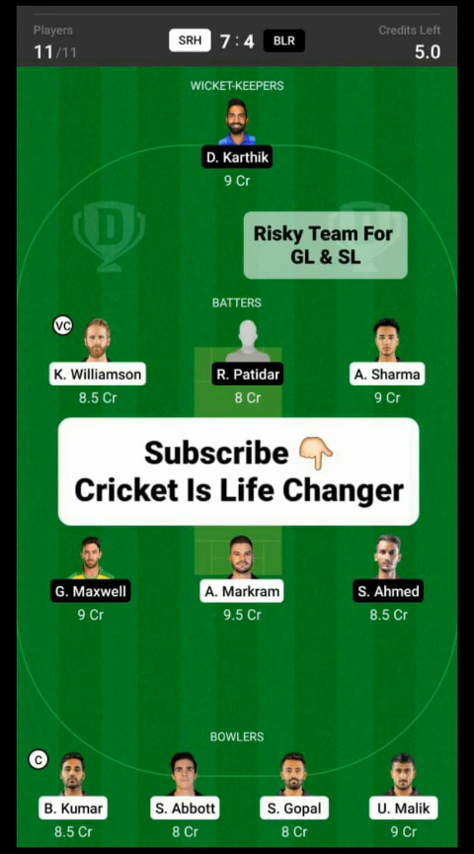 Players
Credits Left
11/11
SRH 7 : 4 BLR
5.0
WICKET-KEEPERS
D. Karthik
9 Cr
D
Risky Team For
GL & SL
BATTERS
VC
K. Williamson
R. Patidar
A. Sharma
8.5 Cr
8 Cr
9 Cr
Subscribe 👇🏻
Cricket Is Life Changer
G. Maxwell
A. Markram
S. Ahmed
9 Cr
9.5 Cr
8.5 Cr
BOWLERS
C
B. Kumar
S. Abbott
S. Gopal
U. Malik
8.5 Cr
8 Cr
8 Cr
9 Cr